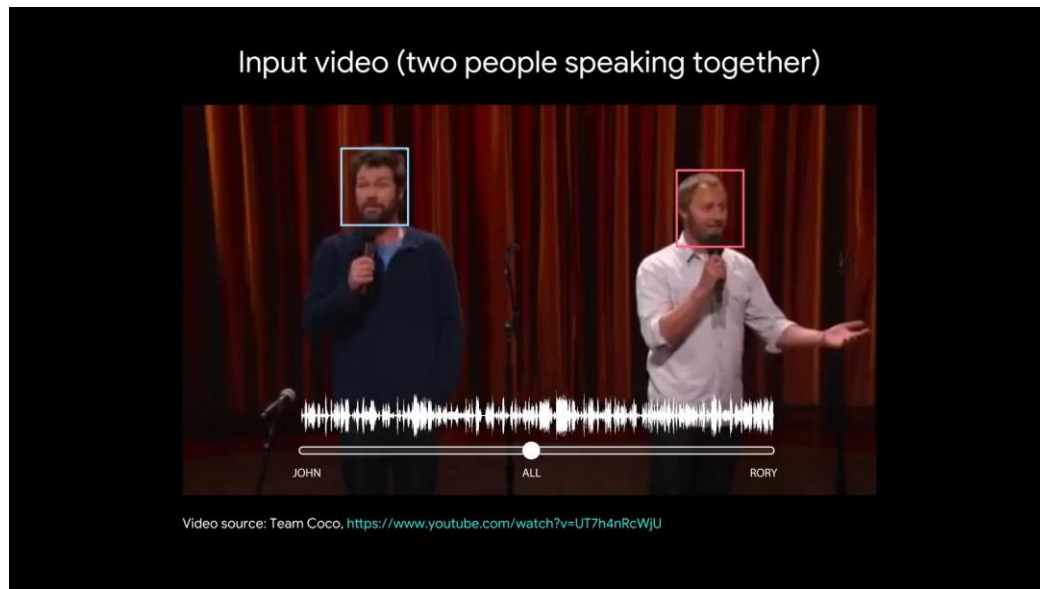 Input video (two people speaking together)
JOHN ALL RORY
Video source: Team Coco, https://www.youtube.com/watch?v=UT7h4nRcWjU